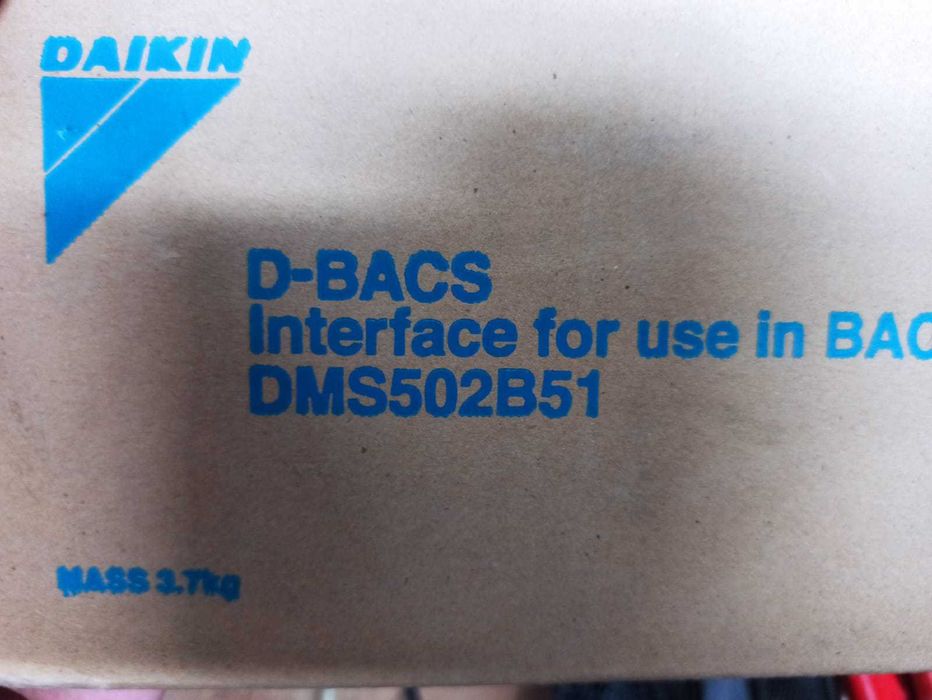 DAIKIN
D-BACS
Interface for use in BAC
DMS502B51
MASS 3.7kg